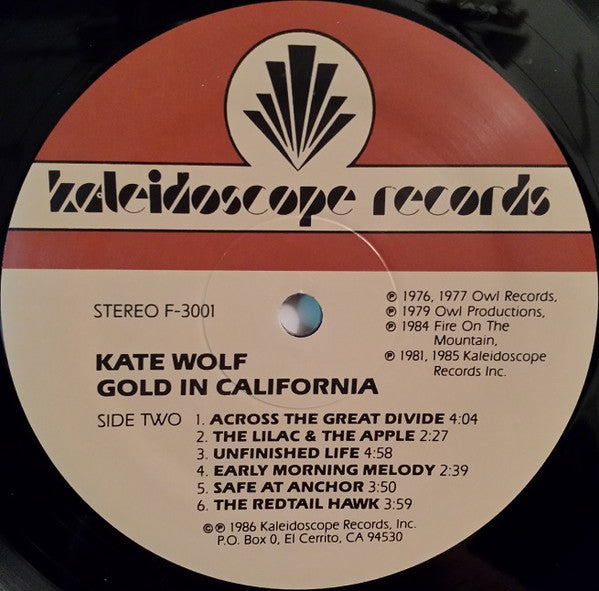 kaleidoscope records
STEREO F-3001
℗ 1976, 1977 Owl Records,
℗ 1979 Owl Productions,
℗ 1984 Fire On The
Mountain,
℗ 1981, 1985 Kaleidoscope
Records Inc.
KATE WOLF
GOLD IN CALIFORNIA
SIDE TWO 1. ACROSS THE GREAT DIVIDE 4:04
2. THE LILAC & THE APPLE 2:27
3. UNFINISHED LIFE 4:58
4. EARLY MORNING MELODY 2:39
5. SAFE AT ANCHOR 3:50
6. THE REDTAIL HAWK 3:59
©℗ 1986 Kaleidoscope Records, Inc.
P.O. Box O, El Cerrito, CA 94530